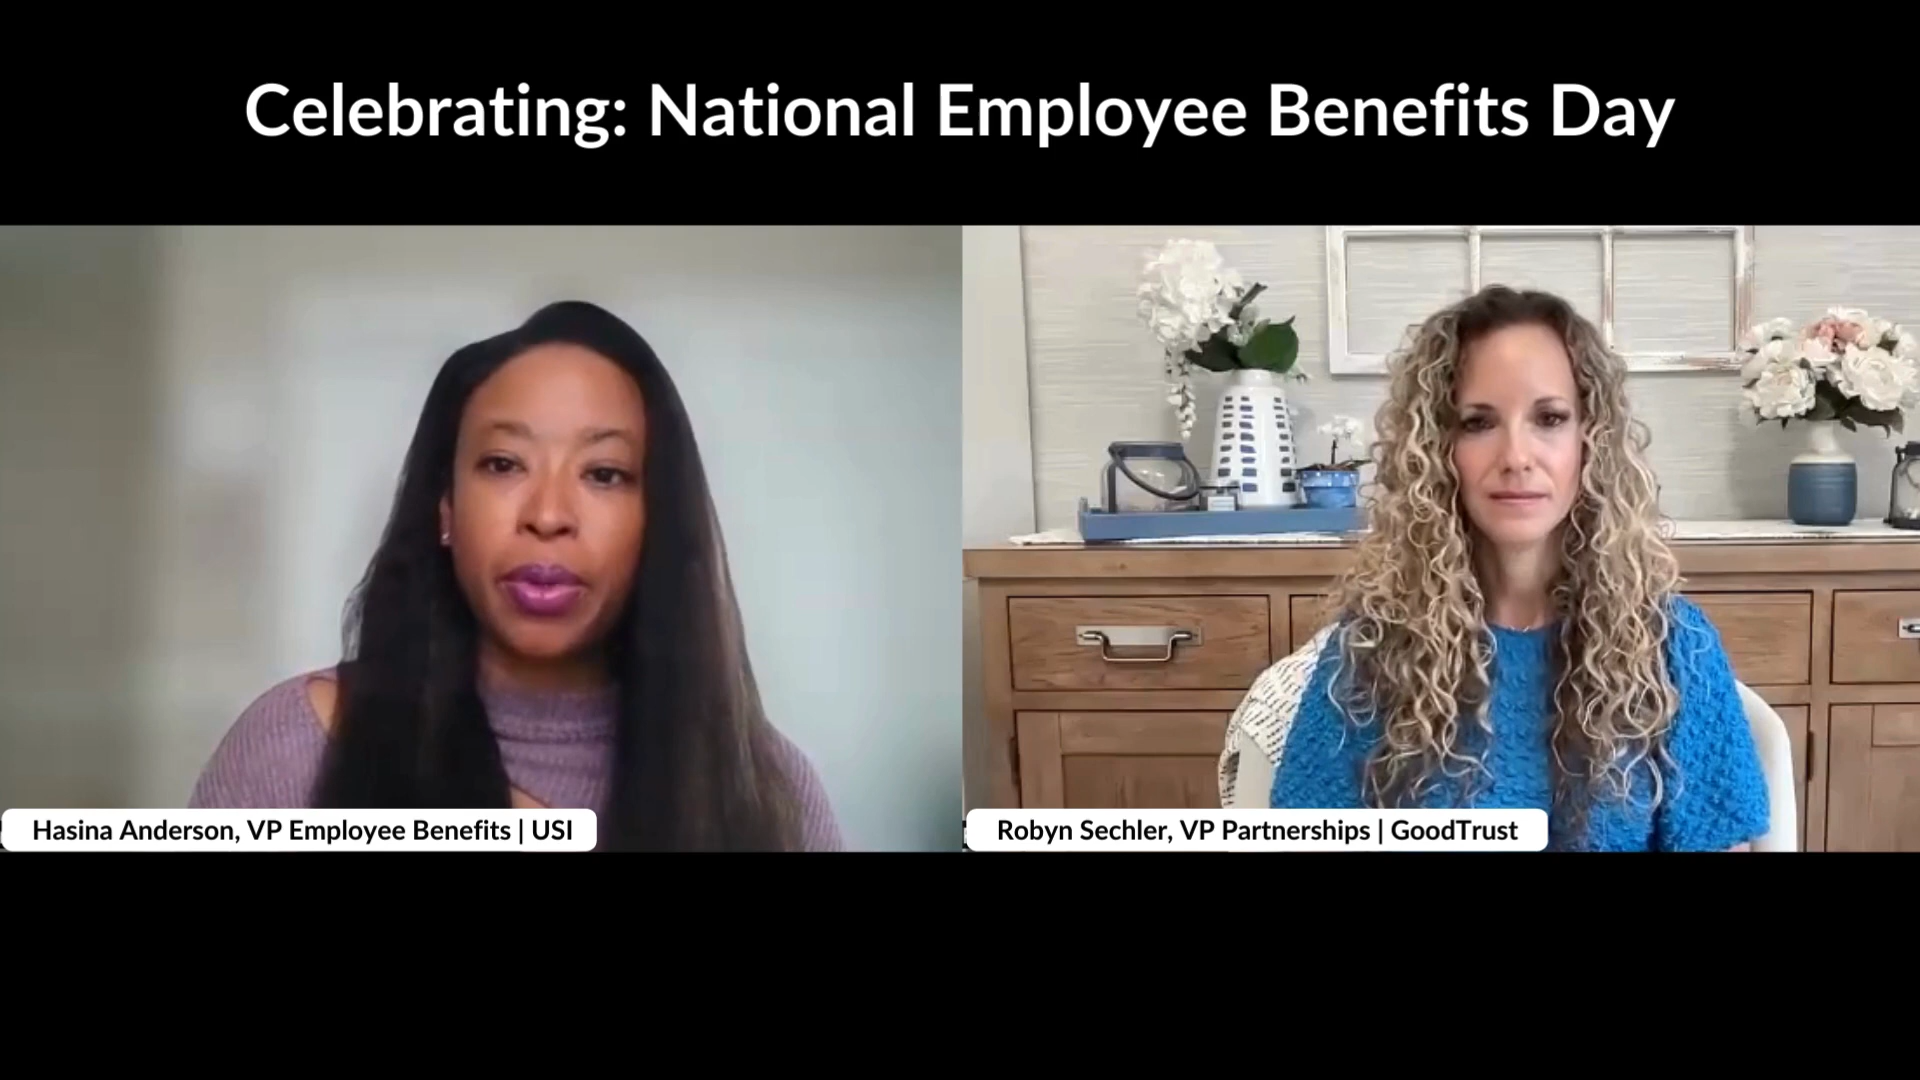 Celebrating: National Employee Benefits Day
Hasina Anderson, VP Employee Benefits | USI
Robyn Sechler, VP Partnerships | GoodTrust